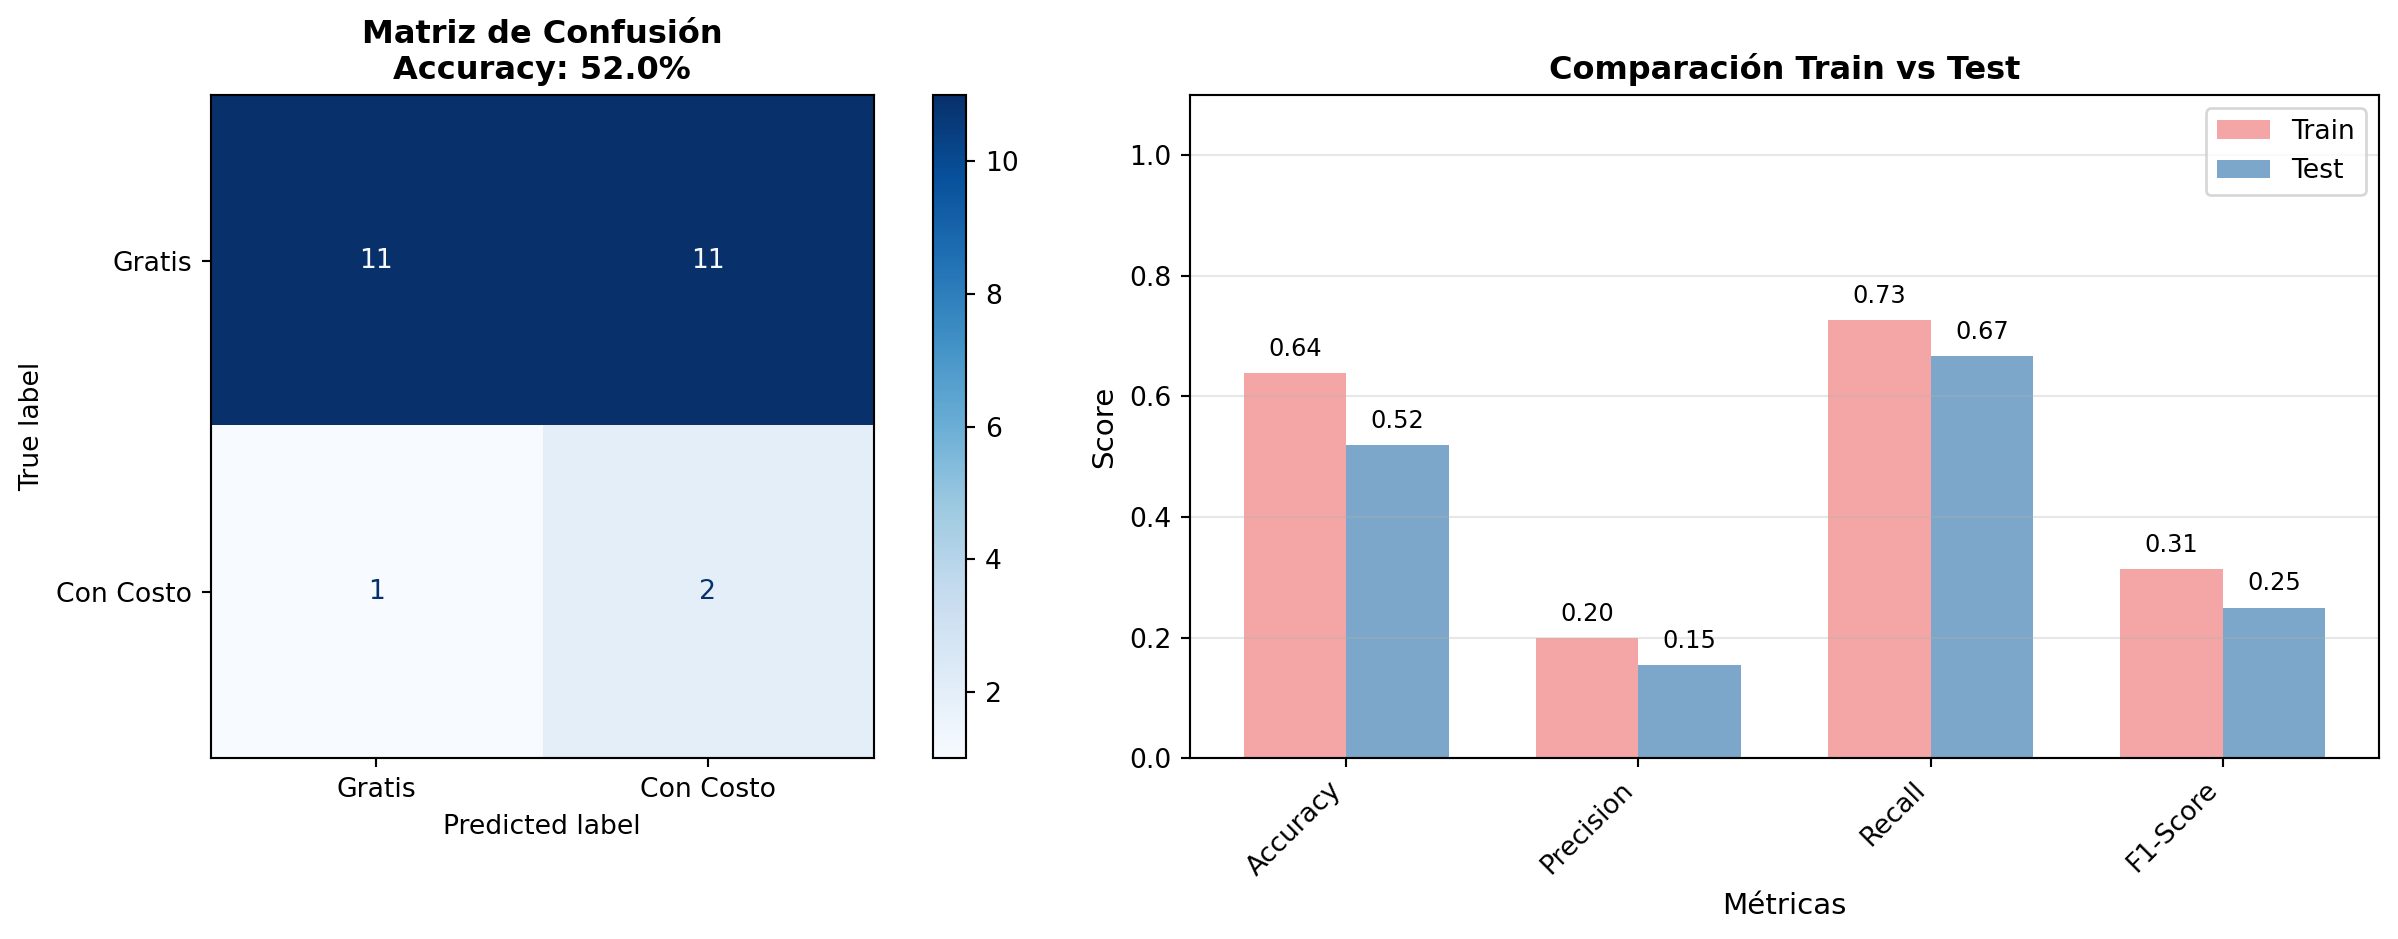 Matriz de Confusión
Accuracy: 52.0%
True label
Gratis
Con Costo
11
11
1
2
Gratis
Con Costo
Predicted label
10
8
6
4
2
Comparación Train vs Test
Score
1.0
0.8
0.6
0.4
0.2
0.0
Train
Test
0.64
0.52
0.20
0.15
0.73
0.67
0.31
0.25
Accuracy
Precision
Recall
F1-Score
Métricas